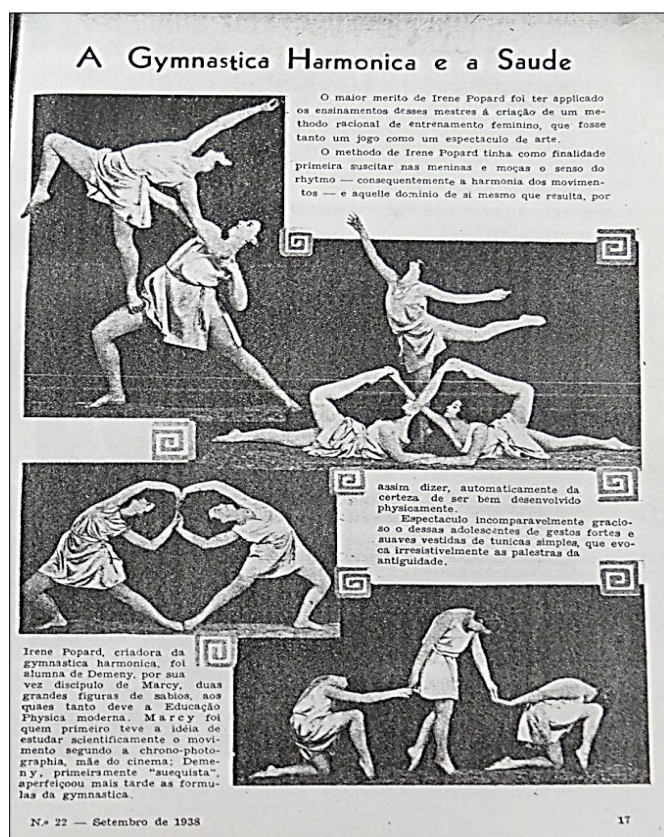 A Gymnastica Harmonica e a Saude
O maior merito de Irene Popard foi ter applicado
os ensinamentos desses mestres á criação de um me-
thodo racional de entrenamento feminino, que fosse
tanto um jogo como um espectaculo de arte.
O methodo de Irene Popard tinha como finalidade
primeira suscitar nas meninas e moças o senso do
rhytmo — consequentemente a harmonia dos movimen-
tos — e aquelle dominio de si mesmo que resulta, por
assim dizer, automaticamente da
certeza de ser bem desenvolvido
physicamente.
Espectaculo incomparavelmente gracio-
so o dessas adolescentes de gestos fortes e
suaves vestidas de tunicas simples, que evo-
ca irresistivelmente as palestras da
antiguidade.
Irene Popard, criadora da
gymnastica harmonica, foi
alumna de Demeny, por sua
vez discipulo de Marcy, duas
grandes figuras de sabios, aos
quaes tanto deve a Educação
Physica moderna. Marcy foi
quem primeiro teve a idéia de
estudar scientificamente o movi-
mento segundo a chrono-photo-
graphia, mãe do cinema; Deme-
ny, primeiramente "suequista",
aperfeiçoou mais tarde as formu-
las da gymnastica.
N.º 22 — Setembro de 1938
17